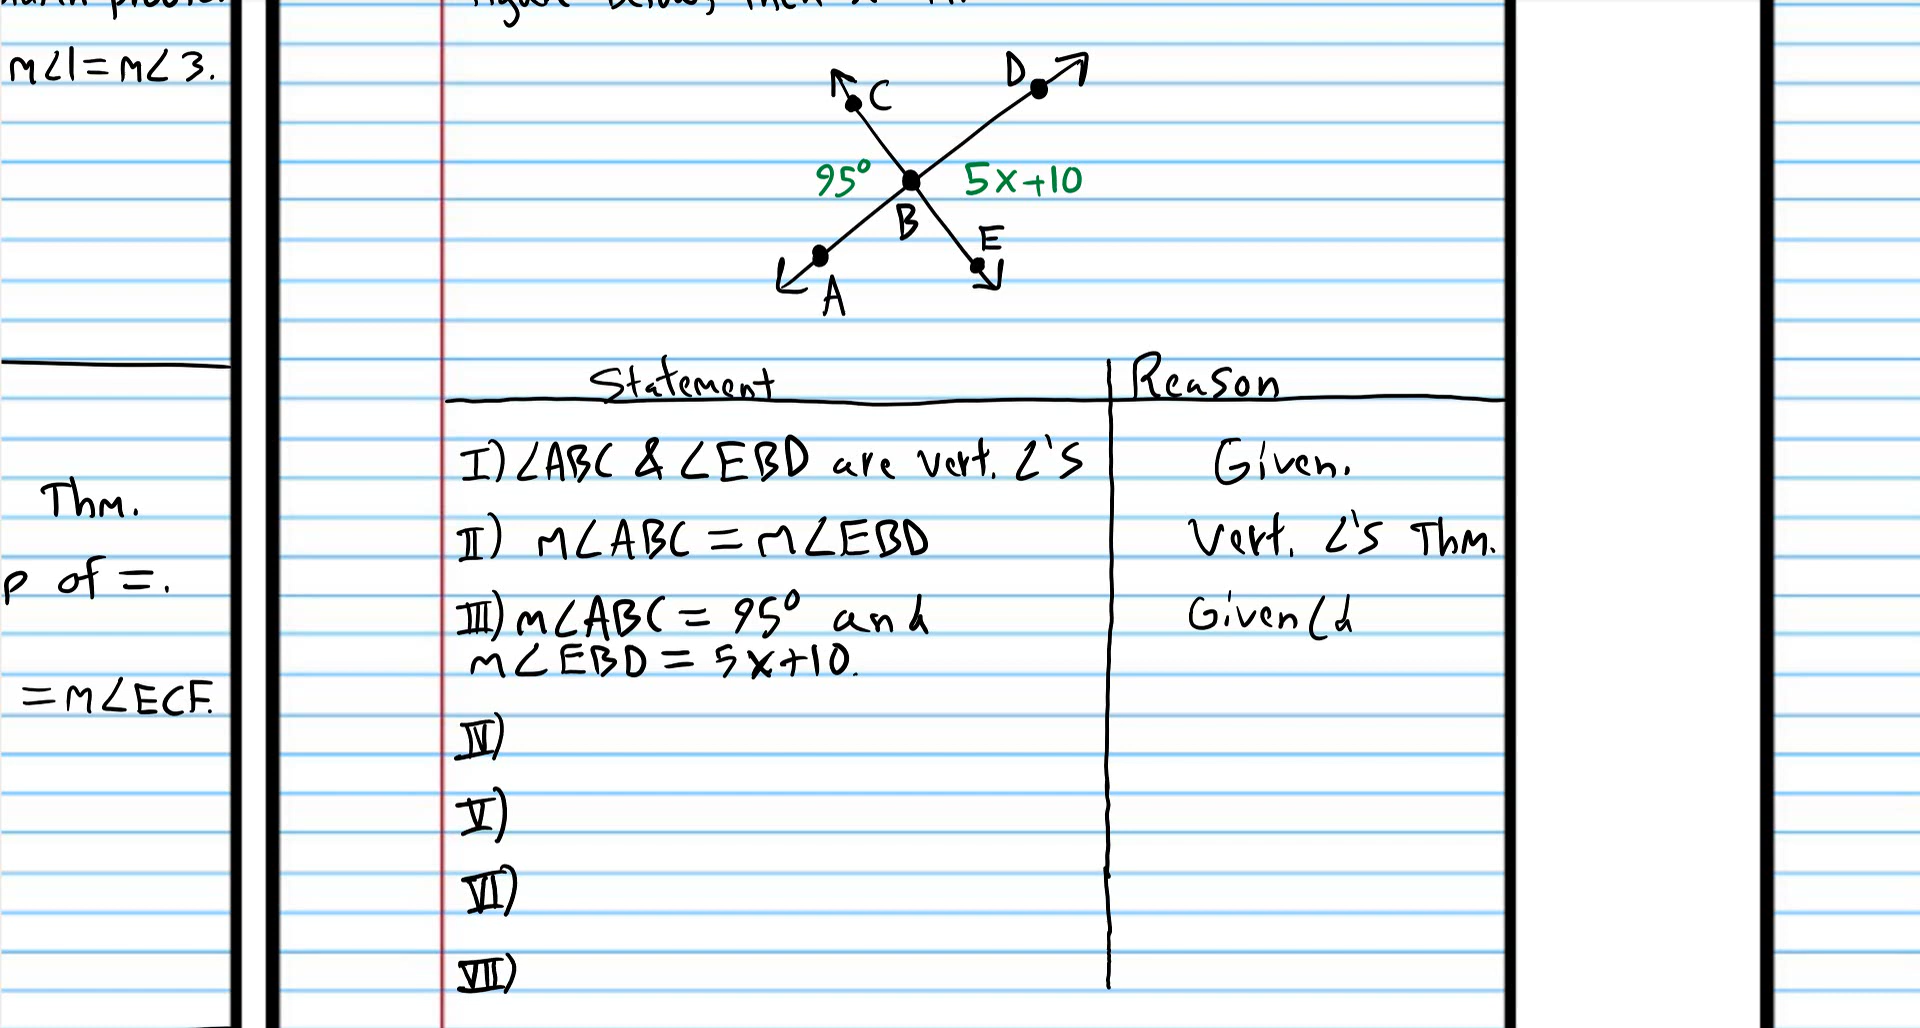 m∠1=m∠3.
Thm.
p of =.
=m∠ECF.
C
D
95°
5x+10
B
E
A
Statement
Reason
I) ∠ABC & ∠EBD are vert. ∠'s
Given.
II) m∠ABC = m∠EBD
Vert. ∠'s Thm.
III) m∠ABC = 95° and
Given (d
m∠EBD = 5x+10.
IV)
V)
VI)
VII)